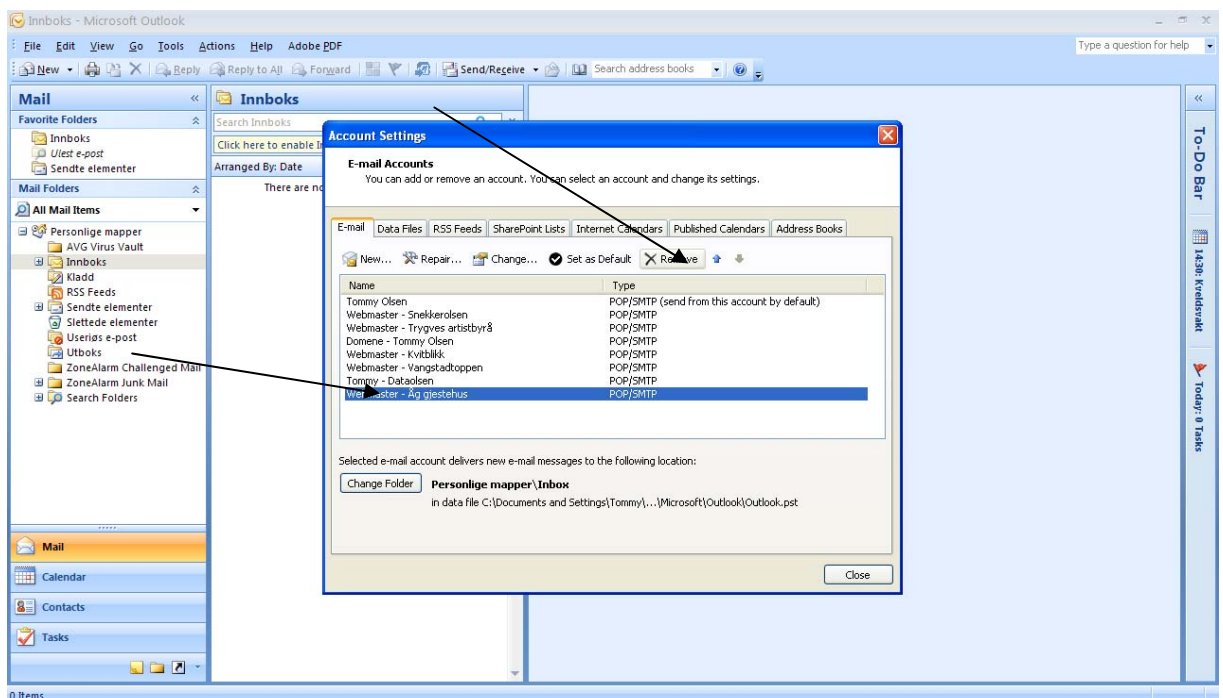 Innboks - Microsoft Outlook
File Edit View Go Tools Actions Help Adobe PDF
Type a question for help
New Reply Reply to All Forward Send/Receive Search address books
Mail
Favorite Folders
Innboks
Ulest e-post
Sendte elementer
Mail Folders
All Mail Items
Personlige mapper
AVG Virus Vault
Innboks
Kladd
RSS Feeds
Sendte elementer
Slettede elementer
Useriøs e-post
Utboks
ZoneAlarm Challenged Mail
ZoneAlarm Junk Mail
Search Folders
Mail
Calendar
Contacts
Tasks
0 Items
Innboks
Search Innboks
Click here to enable
Arranged By: Date
There are
Account Settings
E-mail Accounts
You can add or remove an account. You can select an account and change its settings.
E-mail Data Files RSS Feeds SharePoint Lists Internet Calendars Published Calendars Address Books
New... Repair... Change... Set as Default Remove
Name Type
Tommy Olsen POP/SMTP (send from this account by default)
Webmaster - Snekkerolsen POP/SMTP
Webmaster - Trygves artistbyrå POP/SMTP
Domene - Tommy Olsen POP/SMTP
Webmaster - Kvitblikk POP/SMTP
Webmaster - Vangstadtoppen POP/SMTP
Tommy - Dataolsen POP/SMTP
Webmaster - Åg gjestehus POP/SMTP
Selected e-mail account delivers new e-mail messages to the following location:
Change Folder Personlige mapper\Inbox
in data file C:\Documents and Settings\Tommy\...\Microsoft\Outlook\Outlook.pst
Close
To-Do Bar
14:30: Kveldsvakt
Today: 0 Tasks